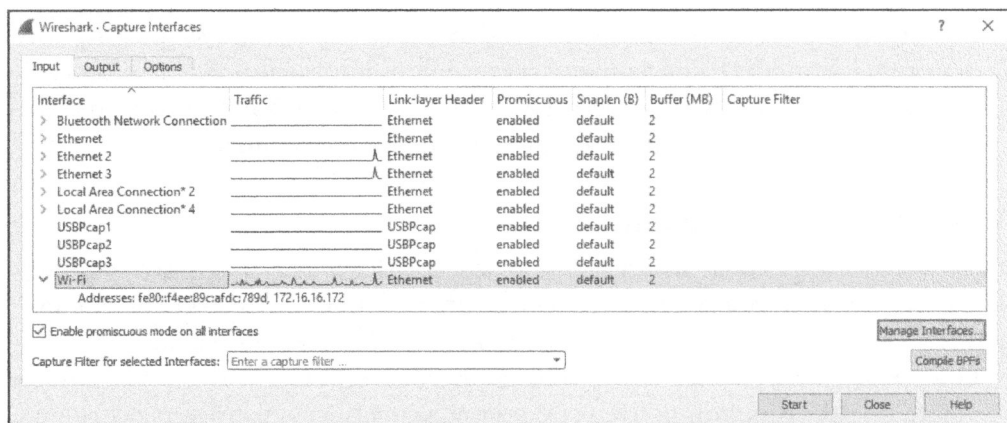 Wireshark · Capture Interfaces ? ×
Input Output Options
Interface Traffic Link-layer Header Promiscuous Snaplen (B) Buffer (MB) Capture Filter
Bluetooth Network Connection Ethernet enabled default 2
Ethernet Ethernet enabled default 2
Ethernet 2 Ethernet enabled default 2
Ethernet 3 Ethernet enabled default 2
Local Area Connection* 2 Ethernet enabled default 2
Local Area Connection* 4 Ethernet enabled default 2
USBPcap1 USBPcap enabled default 2
USBPcap2 USBPcap enabled default 2
USBPcap3 USBPcap enabled default 2
Wi-Fi Ethernet enabled default 2
Addresses: fe80::f4ee:89c:afdc:789d, 172.16.16.172
Enable promiscuous mode on all interfaces Manage Interfaces...
Capture Filter for selected Interfaces: Enter a capture filter ... Compile BPFs
Start Close Help